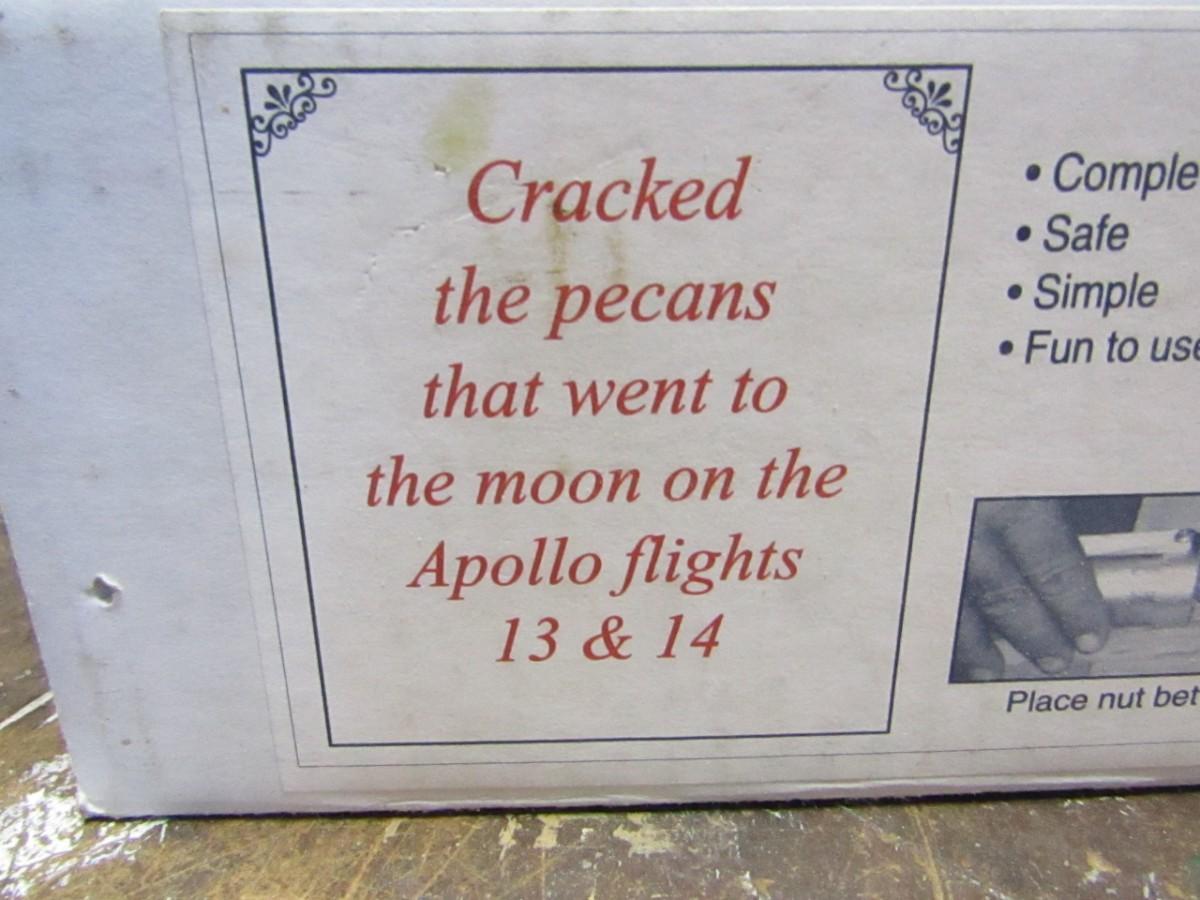 Cracked
the pecans
that went to
the moon on the
Apollo flights
13 & 14
• Comple
• Safe
• Simple
• Fun to use
Place nut bet